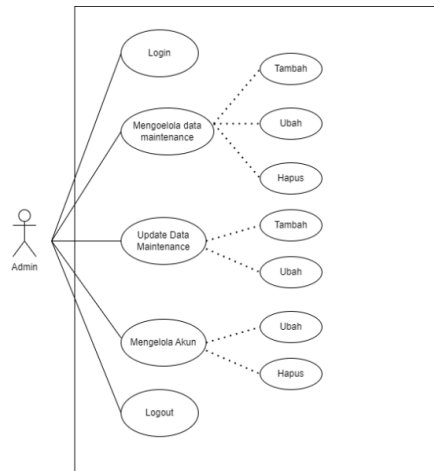 Login
Tambah
Mengoelola data
maintenance
Ubah
Hapus
Admin
Update Data
Maintenance
Tambah
Ubah
Mengelola Akun
Ubah
Hapus
Logout